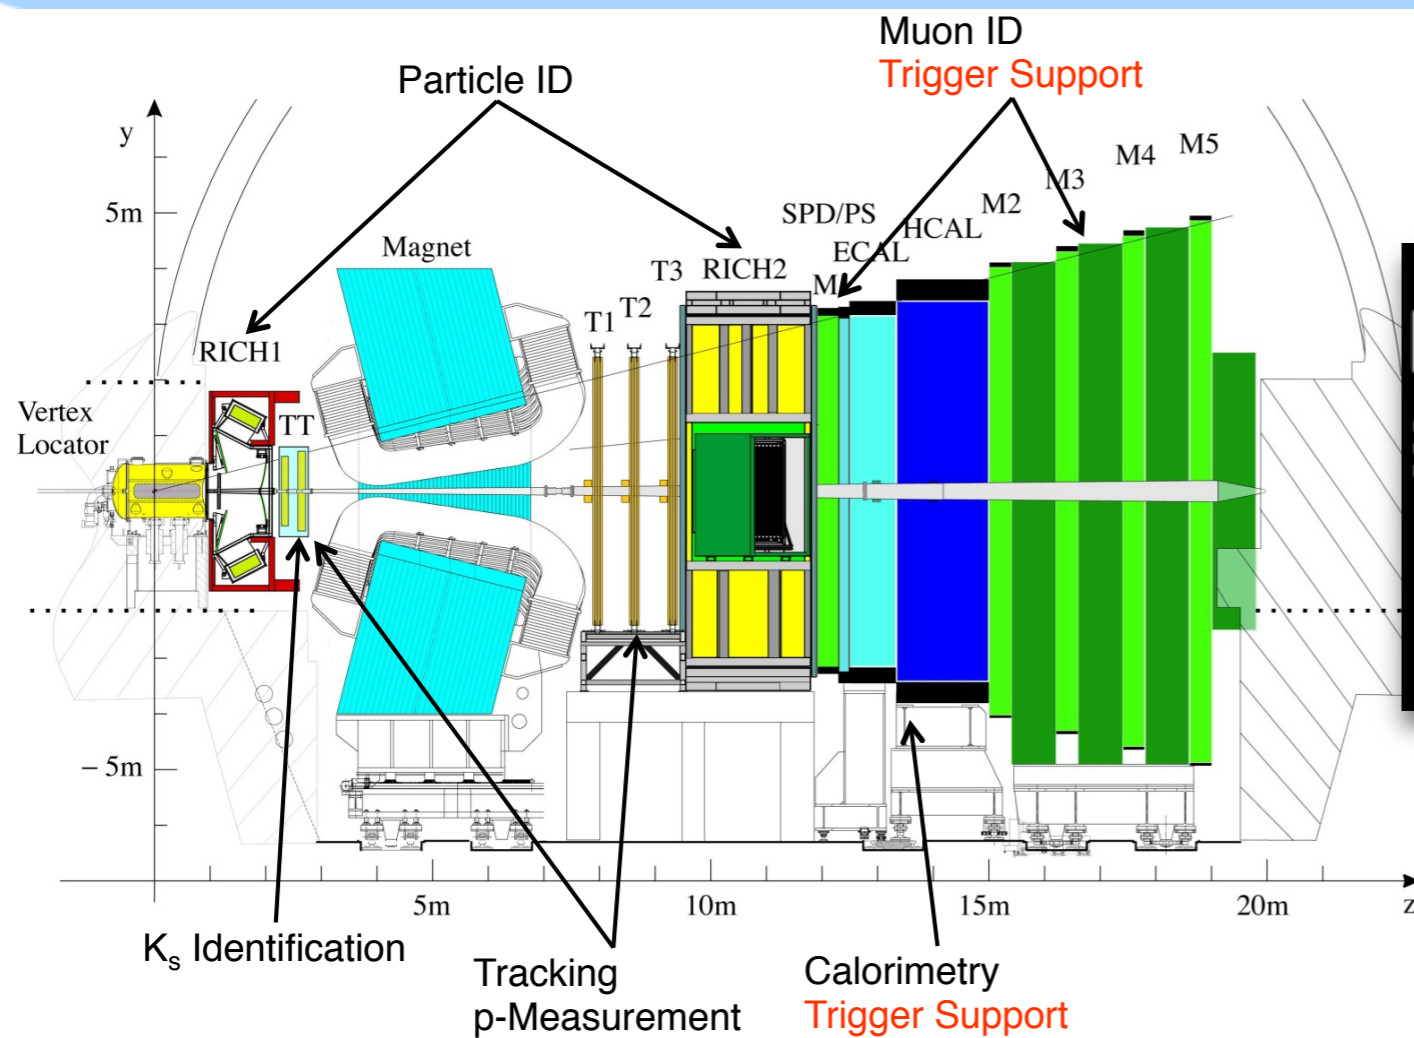 Muon ID
Trigger Support
Particle ID
y
5m
Magnet
M5
M4
M3
M2
SPD/PS
HCAL
ECAL
T3 RICH2
M
T2
T1
RICH1
Vertex
Locator
TT
– 5m
5m
10m
15m
20m
z
Ks Identification
Tracking
p-Measurement
Calorimetry
Trigger Support